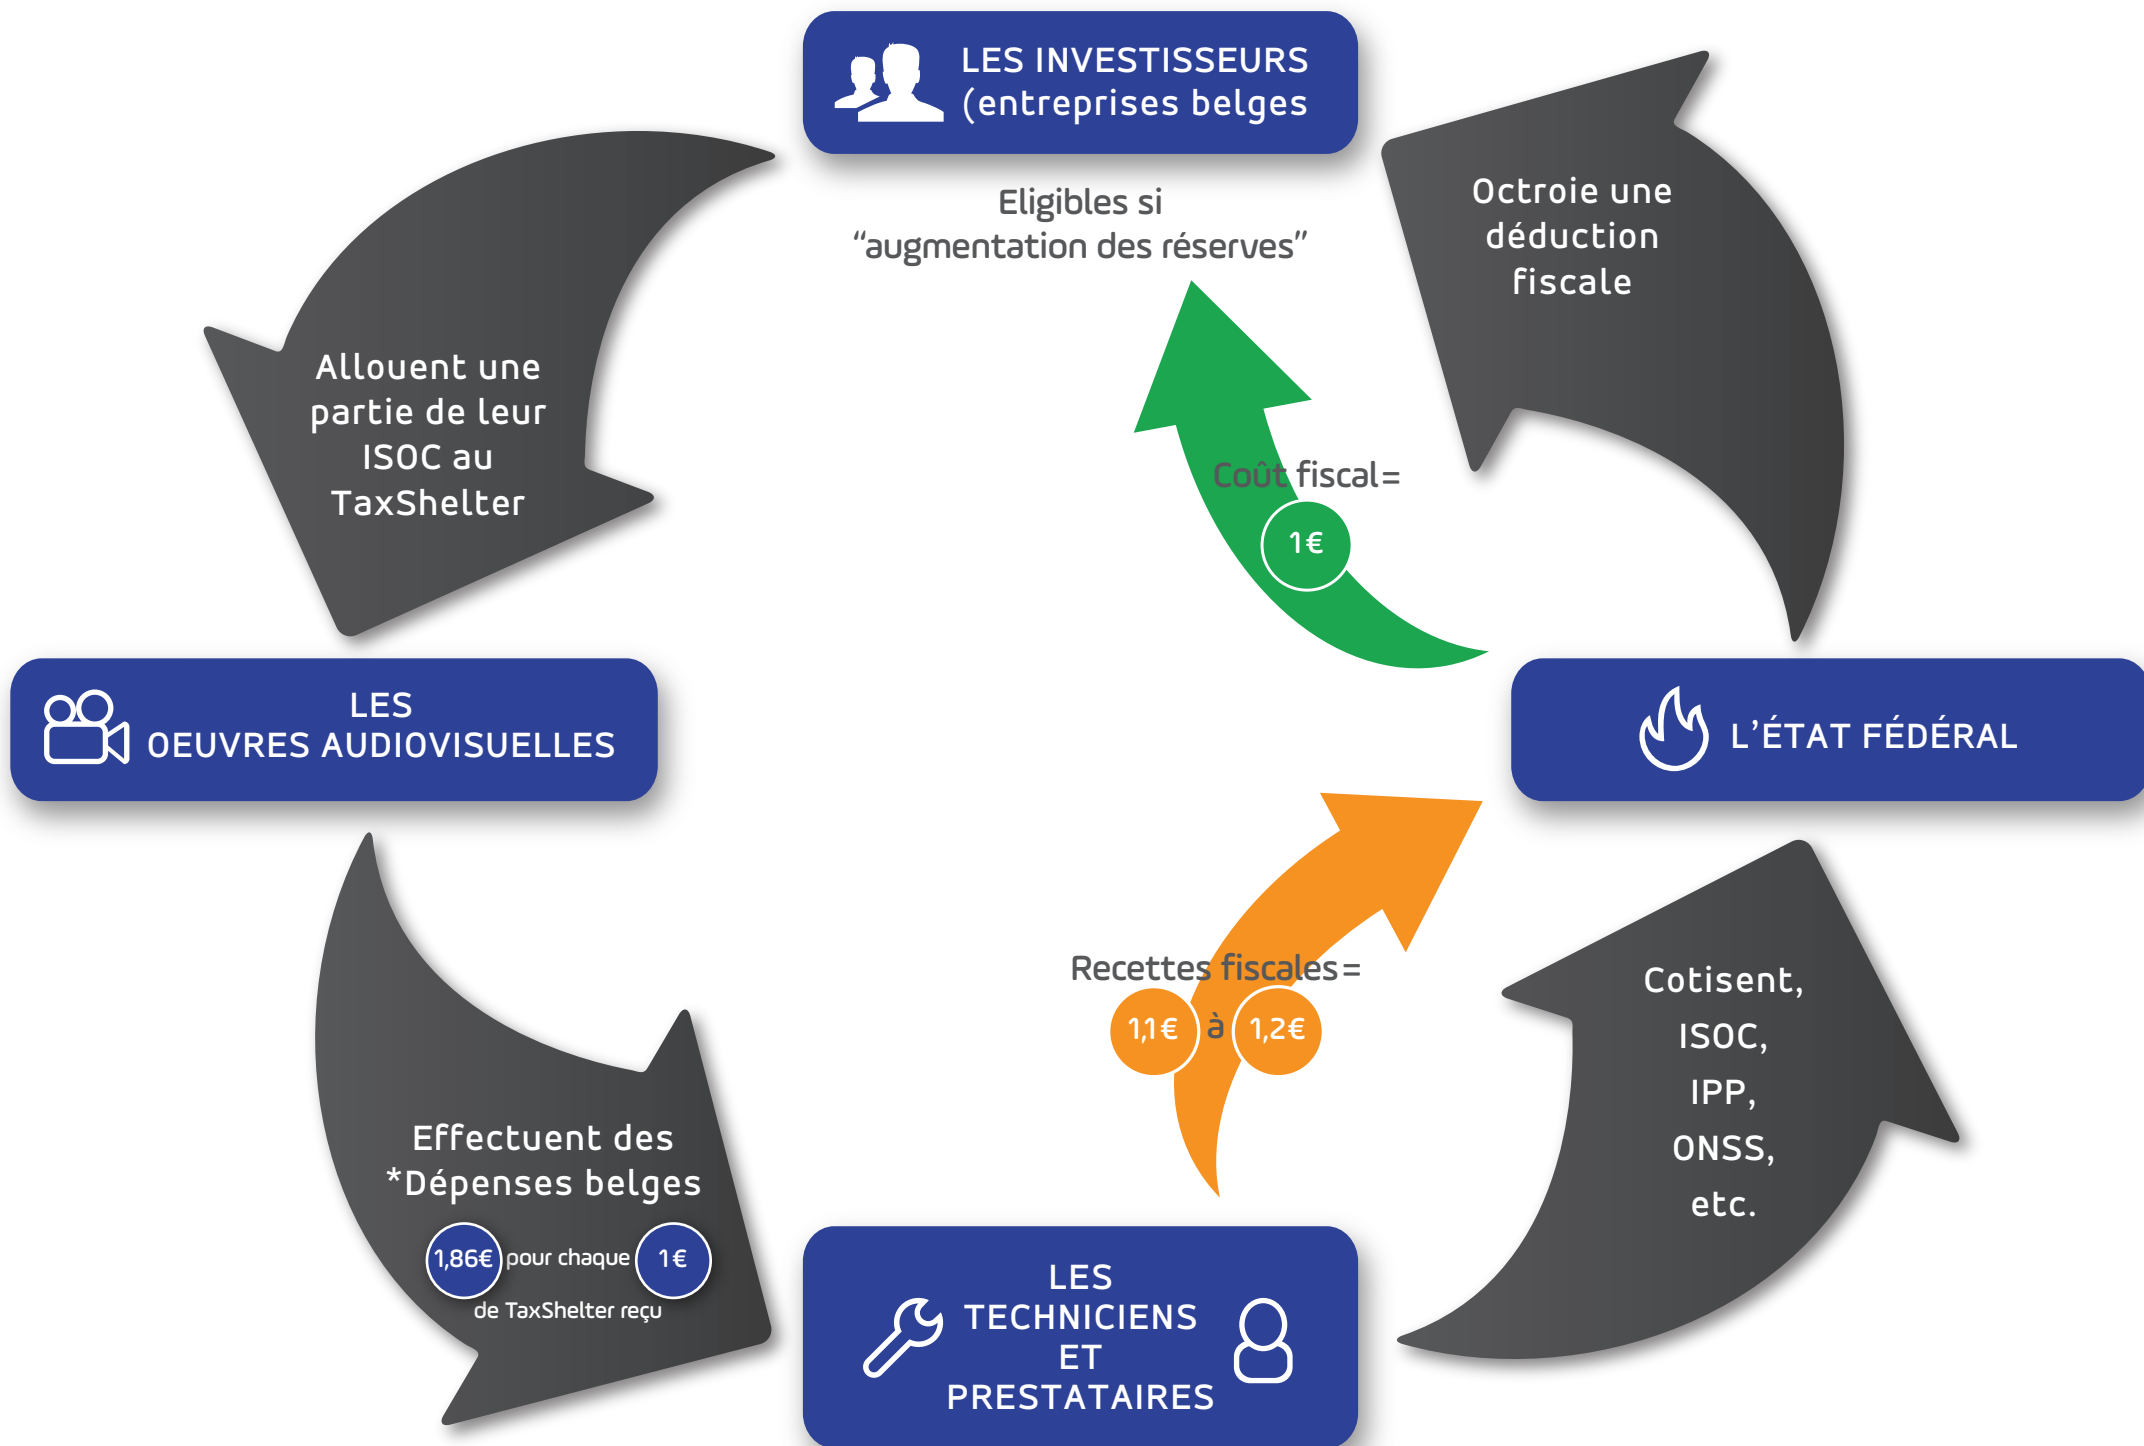 LES INVESTISSEURS
(entreprises belges
Eligibles si
“augmentation des réserves”
Octroie une
déduction
fiscale
Allouent une
partie de leur
ISOC au
TaxShelter
Coût fiscal=
1€
LES
OEUVRES AUDIOVISUELLES
L’ÉTAT FÉDÉRAL
Recettes fiscales=
1,1€ à 1,2€
Cotisent,
ISOC,
IPP,
ONSS,
etc.
Effectuent des
*Dépenses belges
1,86€ pour chaque 1€
de TaxShelter reçu
LES
TECHNICIENS
ET
PRESTATAIRES